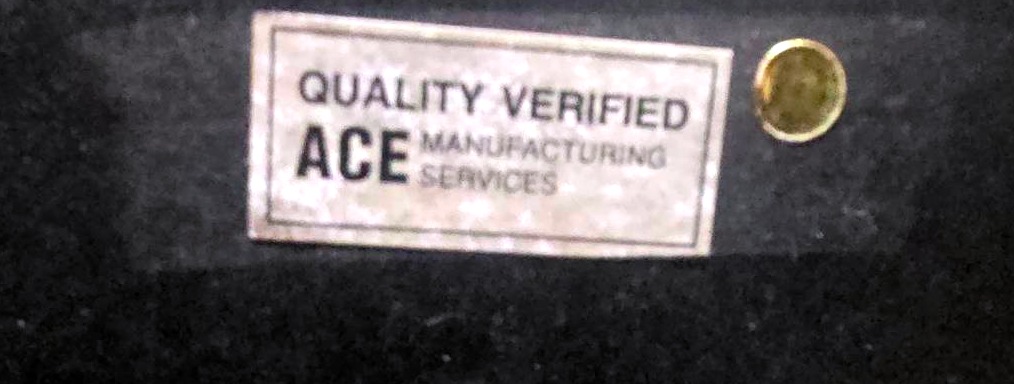 QUALITY VERIFIED
ACE MANUFACTURING
SERVICES